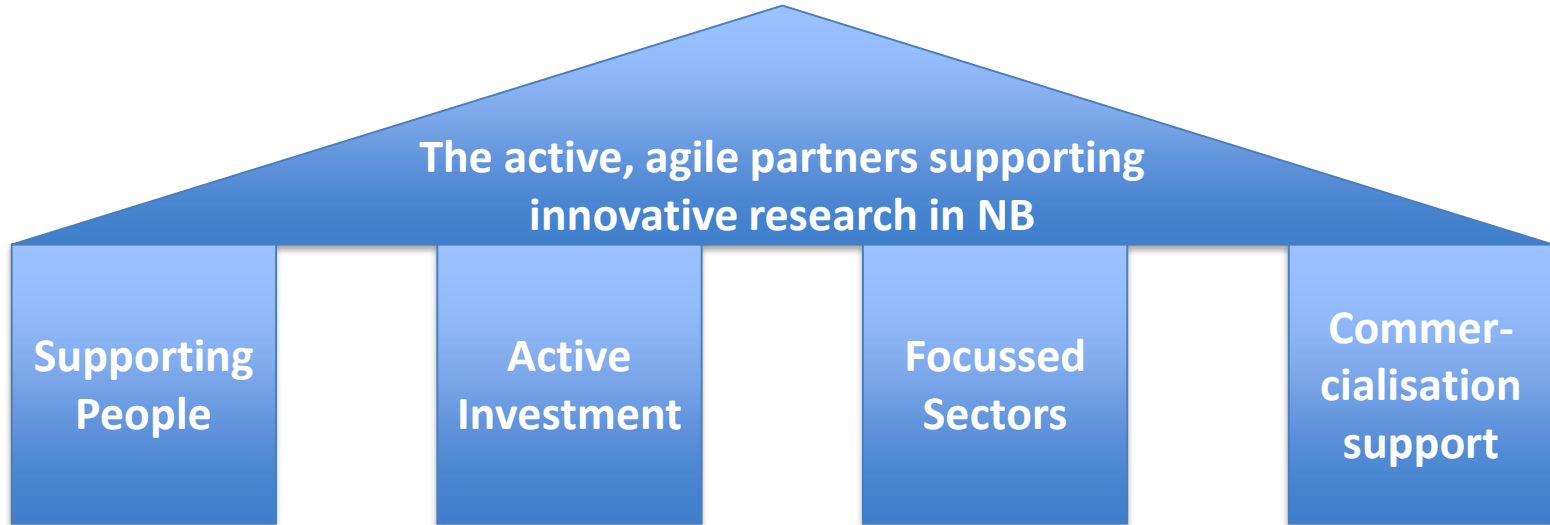 The active, agile partners supporting
innovative research in NB
Supporting
People
Active
Investment
Focussed
Sectors
Commer-
cialisation
support